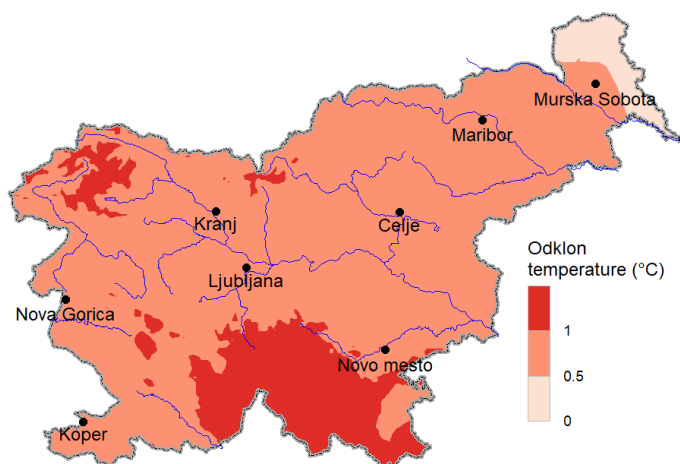 Murska Sobota
Maribor
Kranj
Celje
Ljubljana
Nova Gorica
Novo mesto
Koper
Odklon
temperature (°C)
1
0.5
0